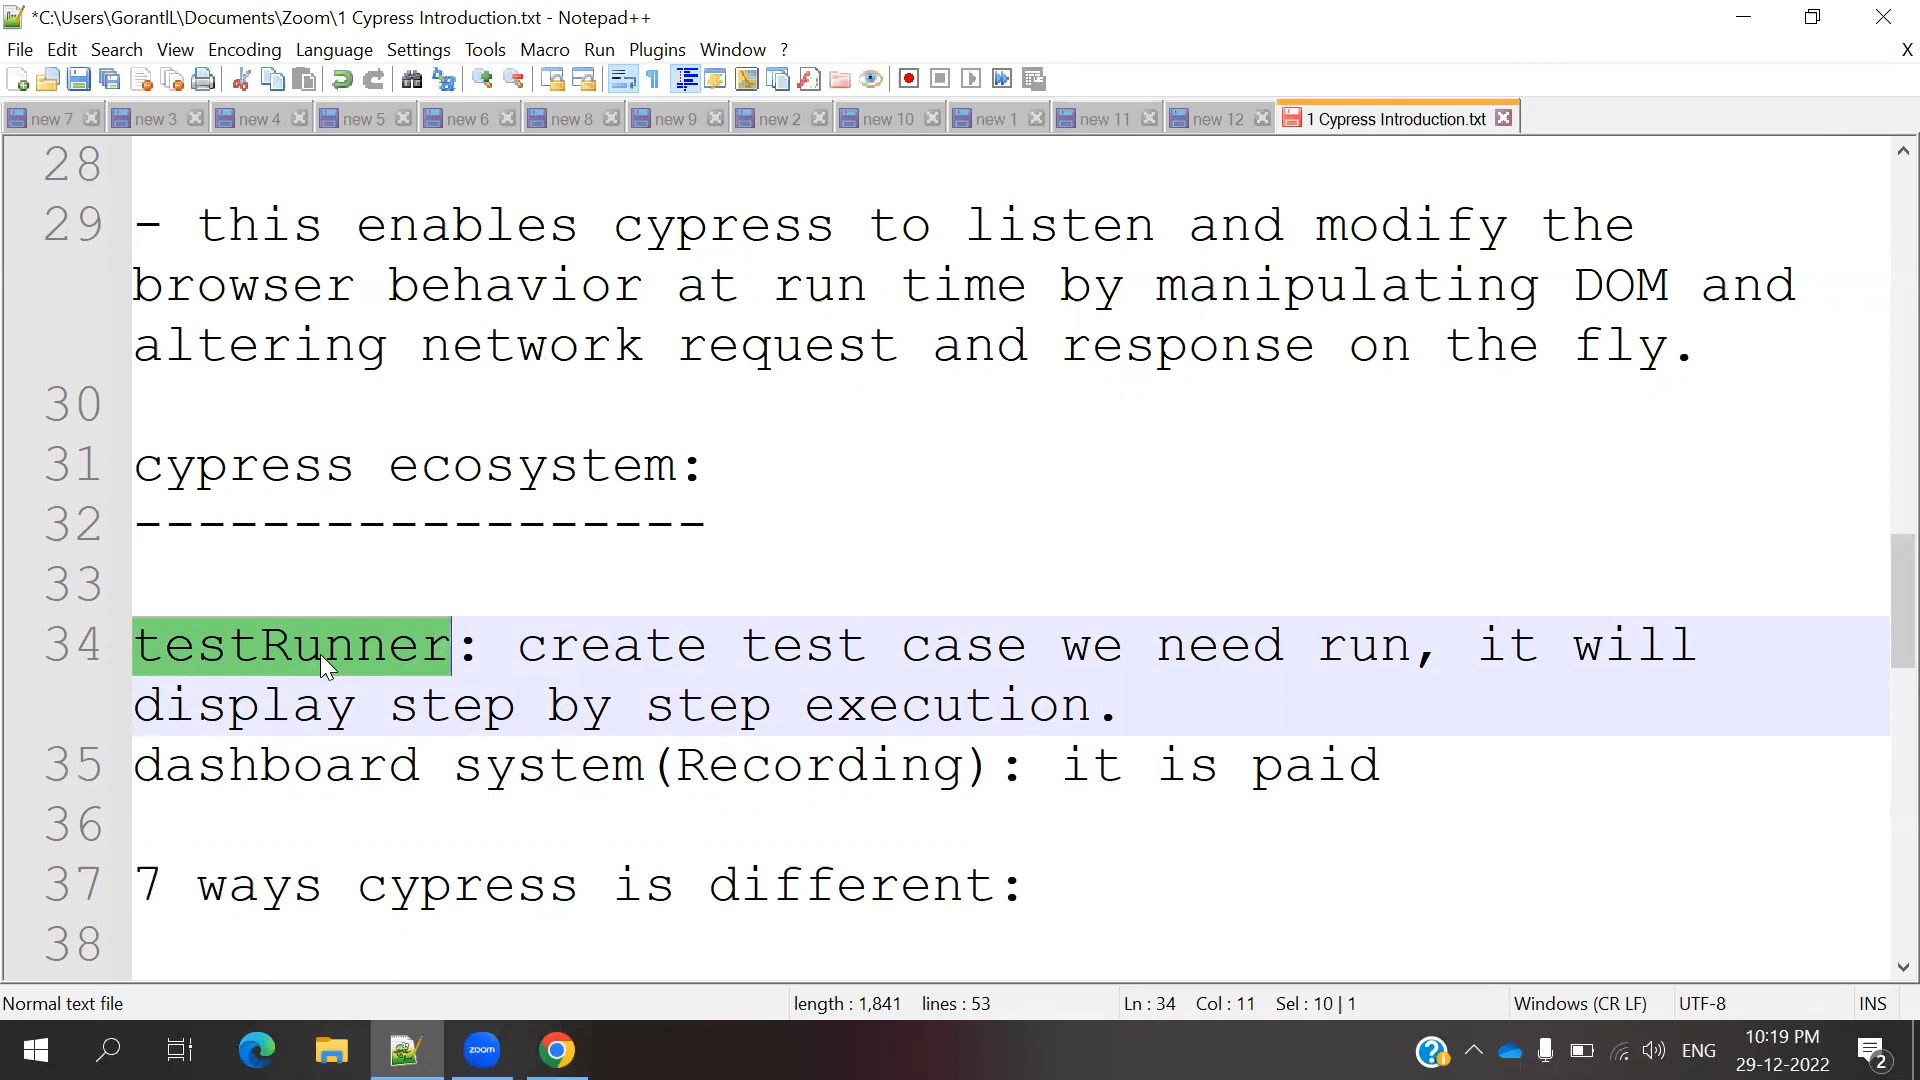 *C:\Users\GorantlL\Documents\Zoom\1 Cypress Introduction.txt - Notepad++
File Edit Search View Encoding Language Settings Tools Macro Run Plugins Window ? X
new 7 new 3 new 4 new 5 new 6 new 8 new 9 new 2 new 10 new 1 new 11 new 12 1 Cypress Introduction.txt
28
29 - this enables cypress to listen and modify the
browser behavior at run time by manipulating DOM and
altering network request and response on the fly.
30
31 cypress ecosystem:
32 ------------------
33
34 testRunner: create test case we need run, it will
display step by step execution.
35 dashboard system(Recording): it is paid
36
37 7 ways cypress is different:
38
Normal text file length : 1,841 lines : 53 Ln : 34 Col : 11 Sel : 10 | 1 Windows (CR LF) UTF-8 INS
zoom ENG 10:19 PM
29-12-2022 2